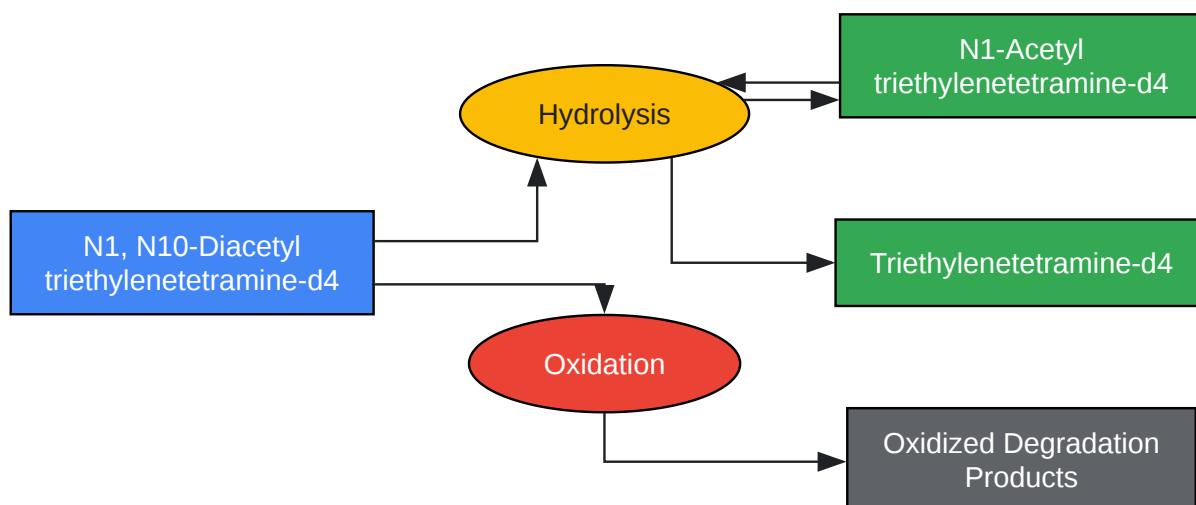 N1-Acetyl
triethylenetetramine-d4
Hydrolysis
N1, N10-Diacetyl
triethylenetetramine-d4
Triethylenetetramine-d4
Oxidation
Oxidized Degradation
Products